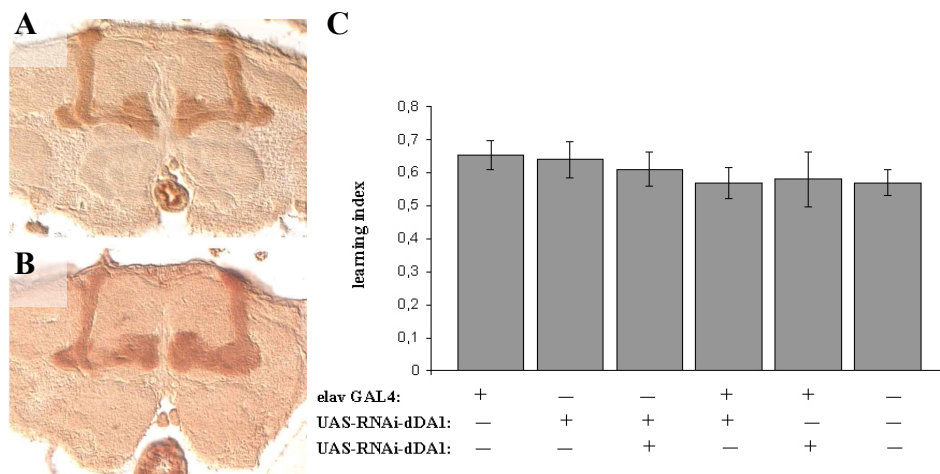 A
B
C
learning index
0,8
0,7
0,6
0,5
0,4
0,3
0,2
0,1
0
elav GAL4: + — — + + —
UAS-RNAi-dDA1: — + + + — —
UAS-RNAi-dDA1: — — + — + —